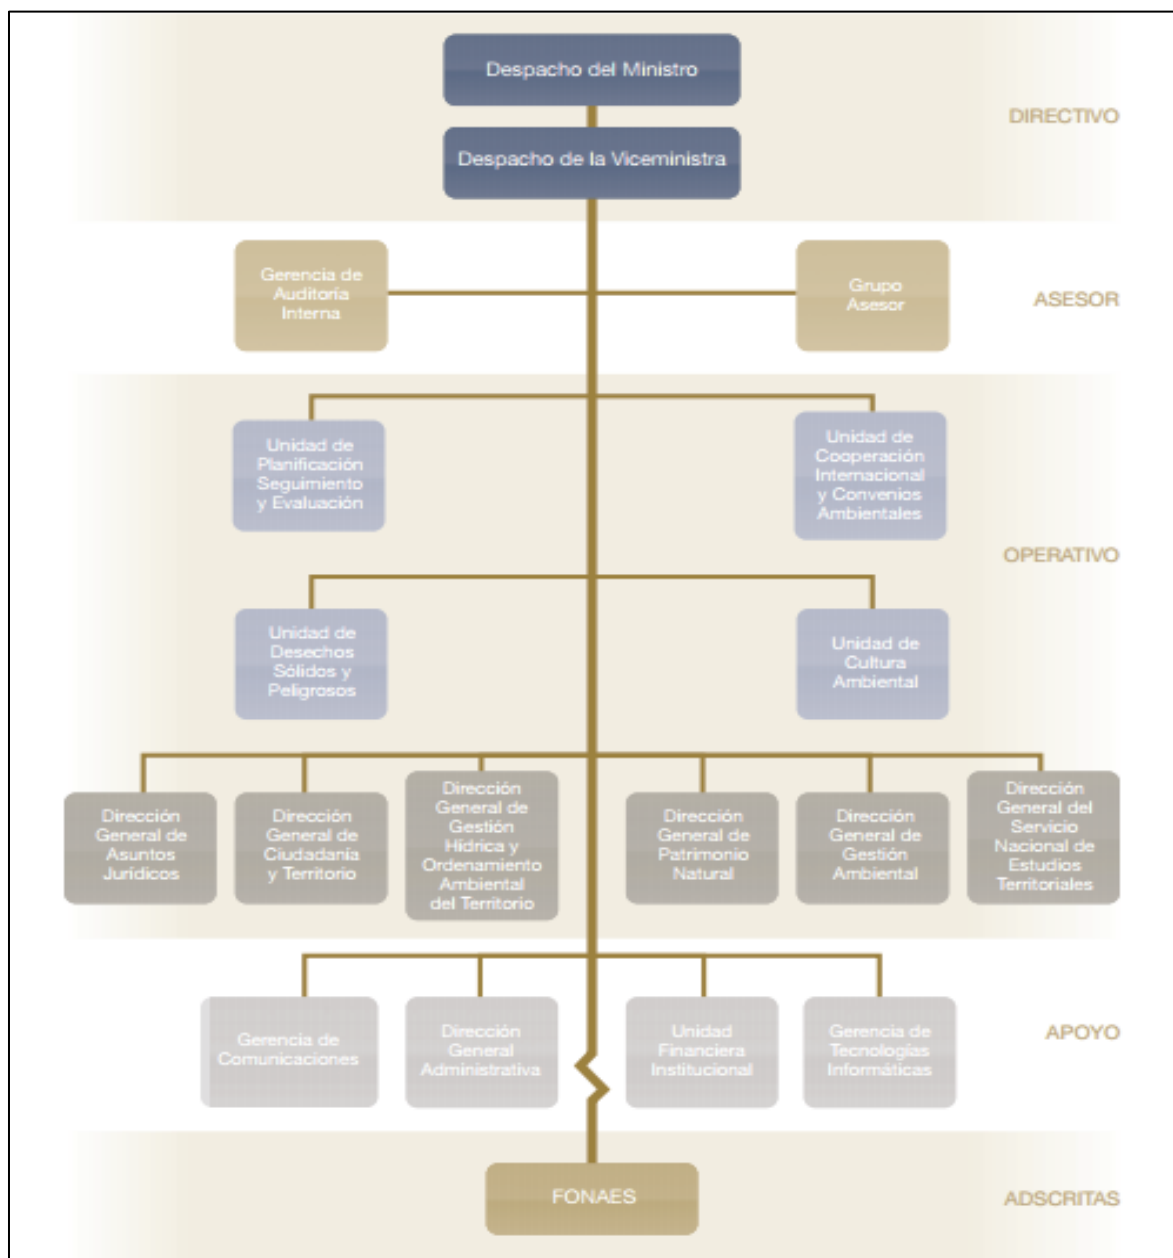 Despacho del Ministro
DIRECTIVO
Despacho de la Viceministra
Gerencia de
Auditoría
Interna
Grupo
Asesor
ASESOR
Unidad de
Planificación
Seguimiento
y Evaluación
Unidad de
Cooperación
Internacional
y Convenios
Ambientales
OPERATIVO
Unidad de
Desechos
Sólidos y
Peligrosos
Unidad de
Cultura
Ambiental
Dirección
General de
Asuntos
Jurídicos
Dirección
General de
Ciudadanía
y Territorio
Dirección
General de
Gestión
Hídrica y
Ordenamiento
Ambiental
del Territorio
Dirección
General de
Patrimonio
Natural
Dirección
General de
Gestión
Ambiental
Dirección
General del
Servicio
Nacional de
Estudios
Territoriales
Gerencia de
Comunicaciones
Dirección
General
Administrativa
Unidad
Financiera
Institucional
Gerencia de
Tecnologías
Informáticas
APOYO
FONAES
ADSCRITAS